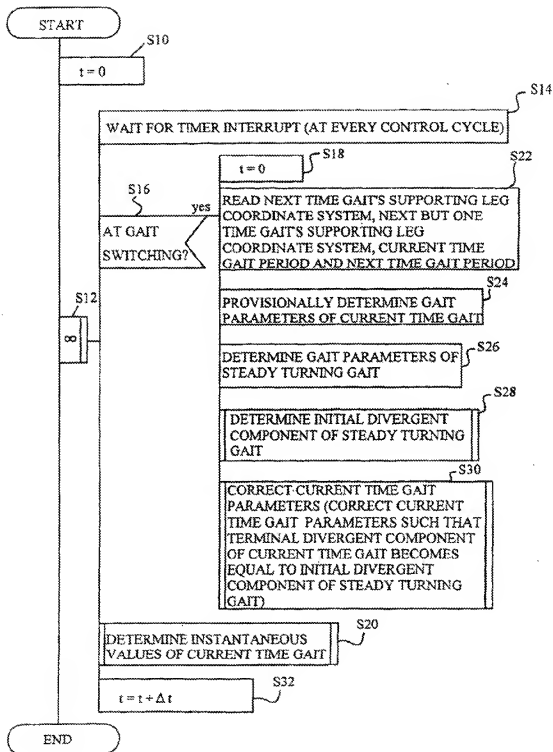 START
S10
t = 0
S14
WAIT FOR TIMER INTERRUPT (AT EVERY CONTROL CYCLE)
S18
t = 0
S22
S16
yes
AT GAIT
SWITCHING?
READ NEXT TIME GAIT'S SUPPORTING LEG
COORDINATE SYSTEM, NEXT BUT ONE
TIME GAIT'S SUPPORTING LEG
COORDINATE SYSTEM, CURRENT TIME
GAIT PERIOD AND NEXT TIME GAIT PERIOD
S24
PROVISIONALLY DETERMINE GAIT
PARAMETERS OF CURRENT TIME GAIT
S12
∞
S26
DETERMINE GAIT PARAMETERS OF
STEADY TURNING GAIT
S28
DETERMINE INITIAL DIVERGENT
COMPONENT OF STEADY TURNING
GAIT
S30
CORRECT CURRENT TIME GAIT
PARAMETERS (CORRECT CURRENT
TIME GAIT PARAMETERS SUCH THAT
TERMINAL DIVERGENT COMPONENT
OF CURRENT TIME GAIT BECOMES
EQUAL TO INITIAL DIVERGENT
COMPONENT OF STEADY TURNING
GAIT)
S20
DETERMINE INSTANTANEOUS
VALUES OF CURRENT TIME GAIT
S32
t = t + Δt
END